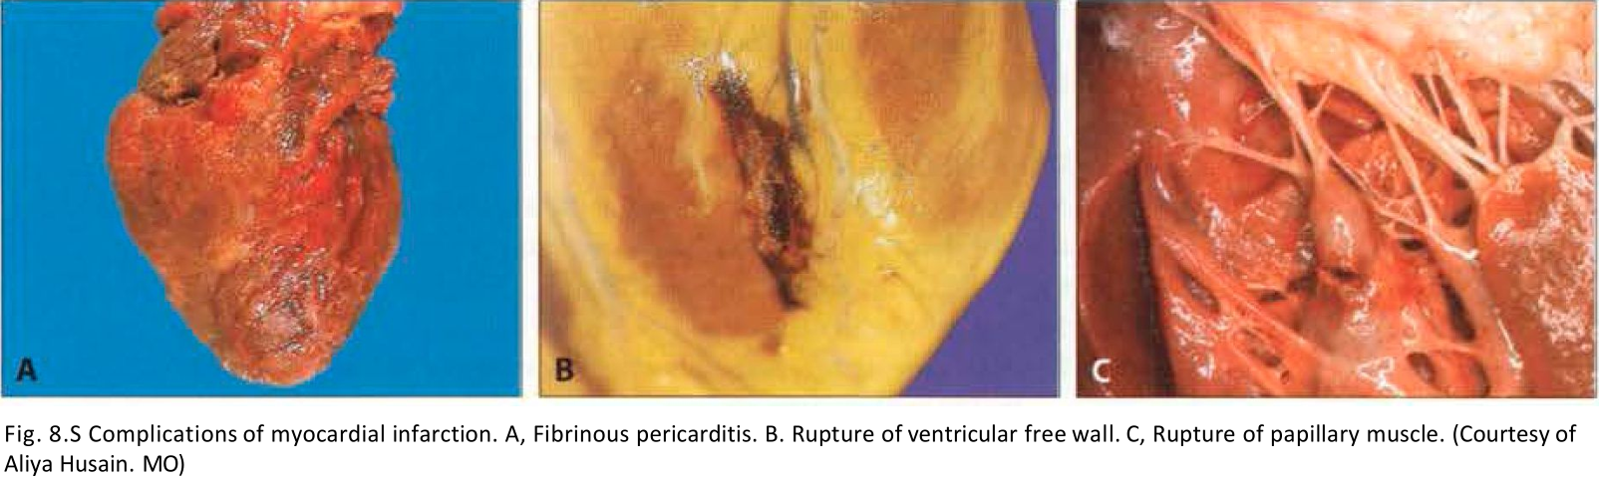 A
B
C
Fig. 8.S Complications of myocardial infarction. A, Fibrinous pericarditis. B. Rupture of ventricular free wall. C, Rupture of papillary muscle. (Courtesy of
Aliya Husain. MO)